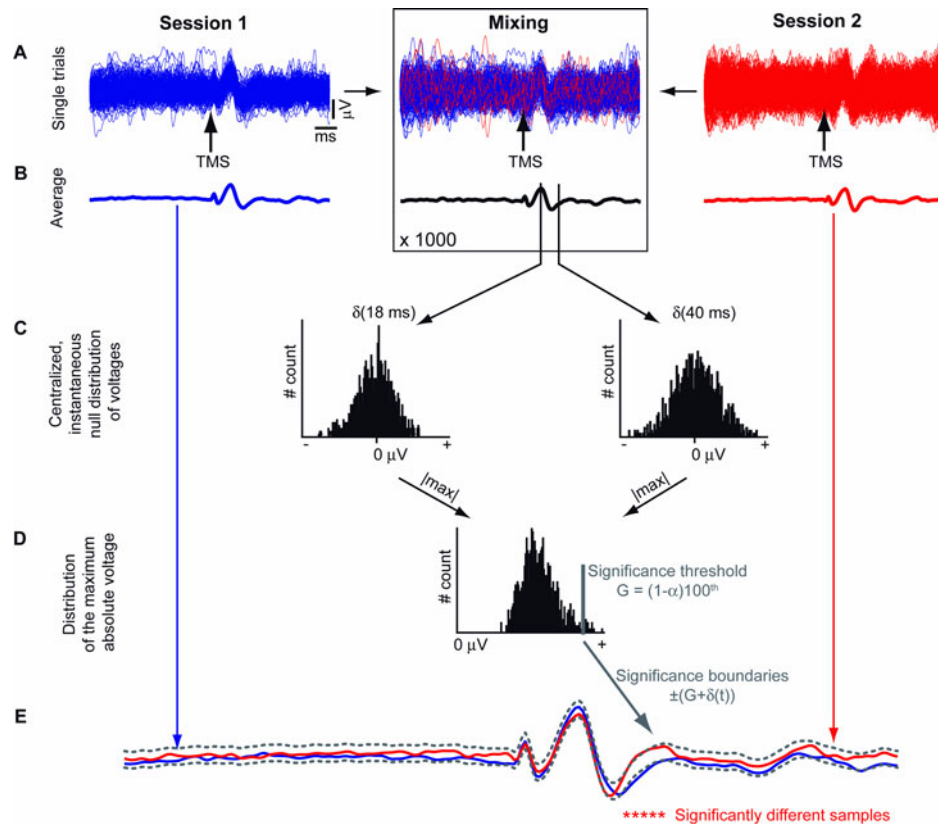 Session 1
Mixing
Session 2
A
Single trials
μV
ms
TMS
TMS
TMS
B
Average
x 1000
C
Centralized,
instantaneous
null distribution
of voltages
δ(18 ms)
# count
-
0 μV
+
δ(40 ms)
# count
-
0 μV
+
|max|
|max|
D
Distribution
of the maximum
absolute voltage
# count
0 μV
+
Significance threshold
G = (1-α)100th
Significance boundaries
±(G+δ(t))
E
***** Significantly different samples